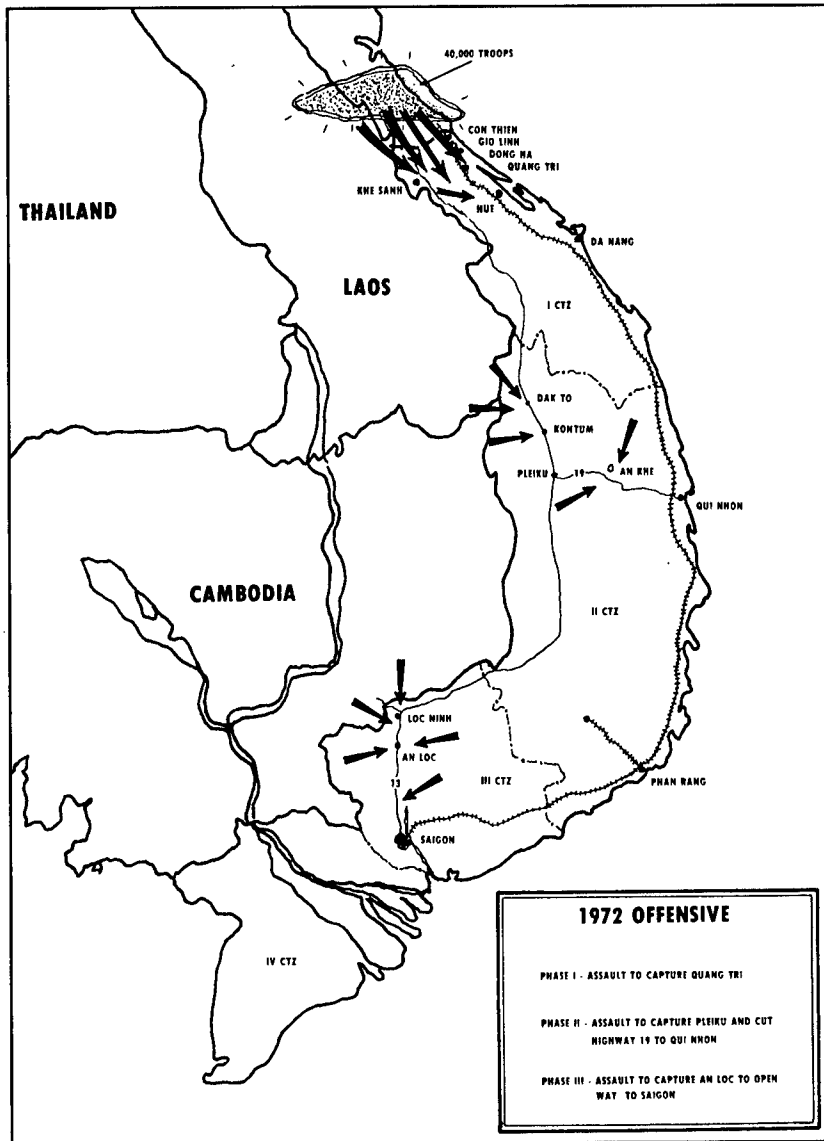 40,000 TROOPS
CON THIEN
GIO LINH
DONG HA
QUANG TRI
KHE SANH
HUE
THAILAND
DA NANG
LAOS
I CTZ
DAK TO
KONTUM
PLEIKU
19
AN KHE
QUI NHON
CAMBODIA
II CTZ
LOC NINH
AN LOC
13
III CTZ
PHAN RANG
SAIGON
IV CTZ
1972 OFFENSIVE
PHASE I - ASSAULT TO CAPTURE QUANG TRI
PHASE II - ASSAULT TO CAPTURE PLEIKU AND CUT
HIGHWAY 19 TO QUI NHON
PHASE III - ASSAULT TO CAPTURE AN LOC TO OPEN
WAY TO SAIGON